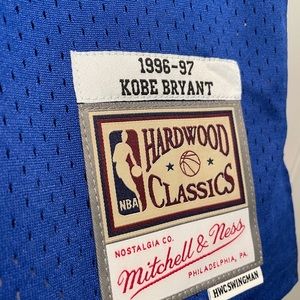 1996-97
KOBE BRYANT
NBA
HARDWOOD
CLASSICS
NOSTALGIA CO.
Mitchell & Ness
PHILADELPHIA, PA.
HWC SWINGMAN